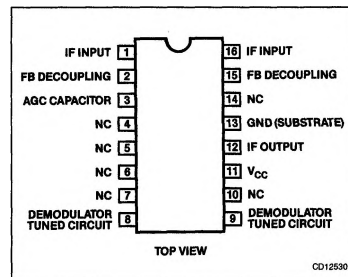 IF INPUT 1 16 IF INPUT
FB DECOUPLING 2 15 FB DECOUPLING
AGC CAPACITOR 3 14 NC
NC 4 13 GND (SUBSTRATE)
NC 5 12 IF OUTPUT
NC 6 11 VCC
NC 7 10 NC
DEMODULATOR TUNED CIRCUIT 8 9 DEMODULATOR TUNED CIRCUIT
TOP VIEW
CD12530